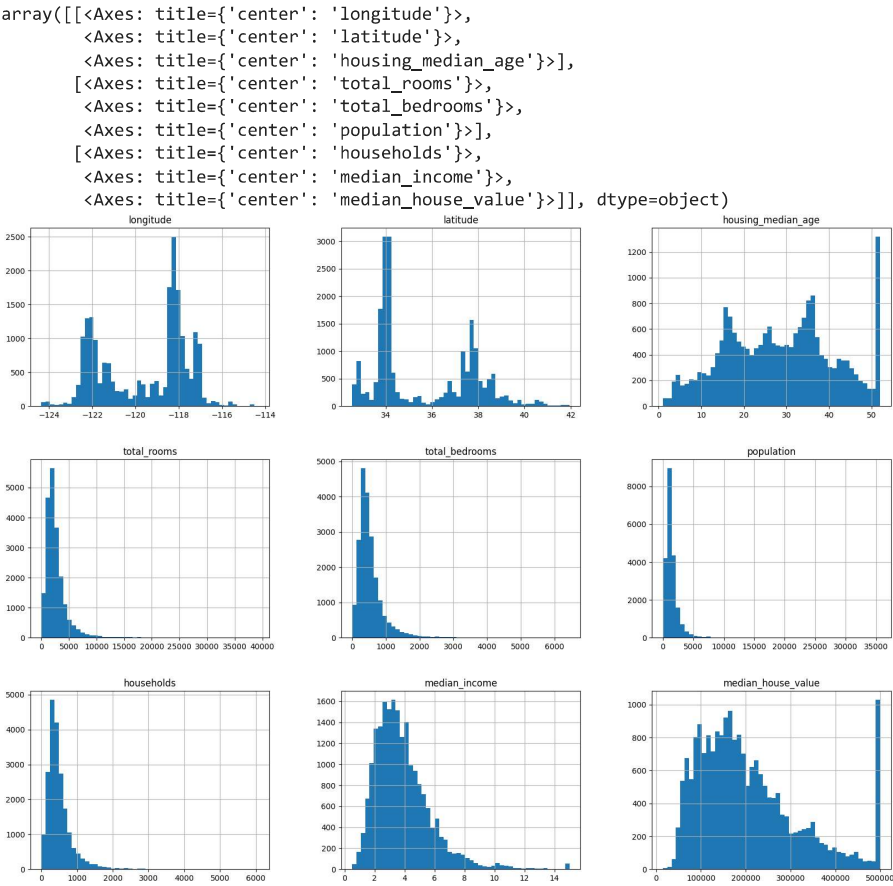 array([[<Axes: title={'center': 'longitude'}>,
<Axes: title={'center': 'latitude'}>,
<Axes: title={'center': 'housing_median_age'}>],
[<Axes: title={'center': 'total_rooms'}>,
<Axes: title={'center': 'total_bedrooms'}>,
<Axes: title={'center': 'population'}>],
[<Axes: title={'center': 'households'}>,
<Axes: title={'center': 'median_income'}>,
<Axes: title={'center': 'median_house_value'}>]], dtype=object)
longitude
2500
2000
1500
1000
500
0
−124 −122 −120 −118 −116 −114
latitude
3000
2500
2000
1500
1000
500
0
34 36 38 40 42
housing_median_age
1200
1000
800
600
400
200
0
0 10 20 30 40 50
total_rooms
5000
4000
3000
2000
1000
0
0 5000 10000 15000 20000 25000 30000 35000 40000
total_bedrooms
5000
4000
3000
2000
1000
0
0 1000 2000 3000 4000 5000 6000
population
8000
6000
4000
2000
0
0 5000 10000 15000 20000 25000 30000 35000
households
5000
4000
3000
2000
1000
0
0 1000 2000 3000 4000 5000 6000
median_income
1600
1400
1200
1000
800
600
400
200
0
0 2 4 6 8 10 12 14
median_house_value
1000
800
600
400
200
0
0 100000 200000 300000 400000 500000